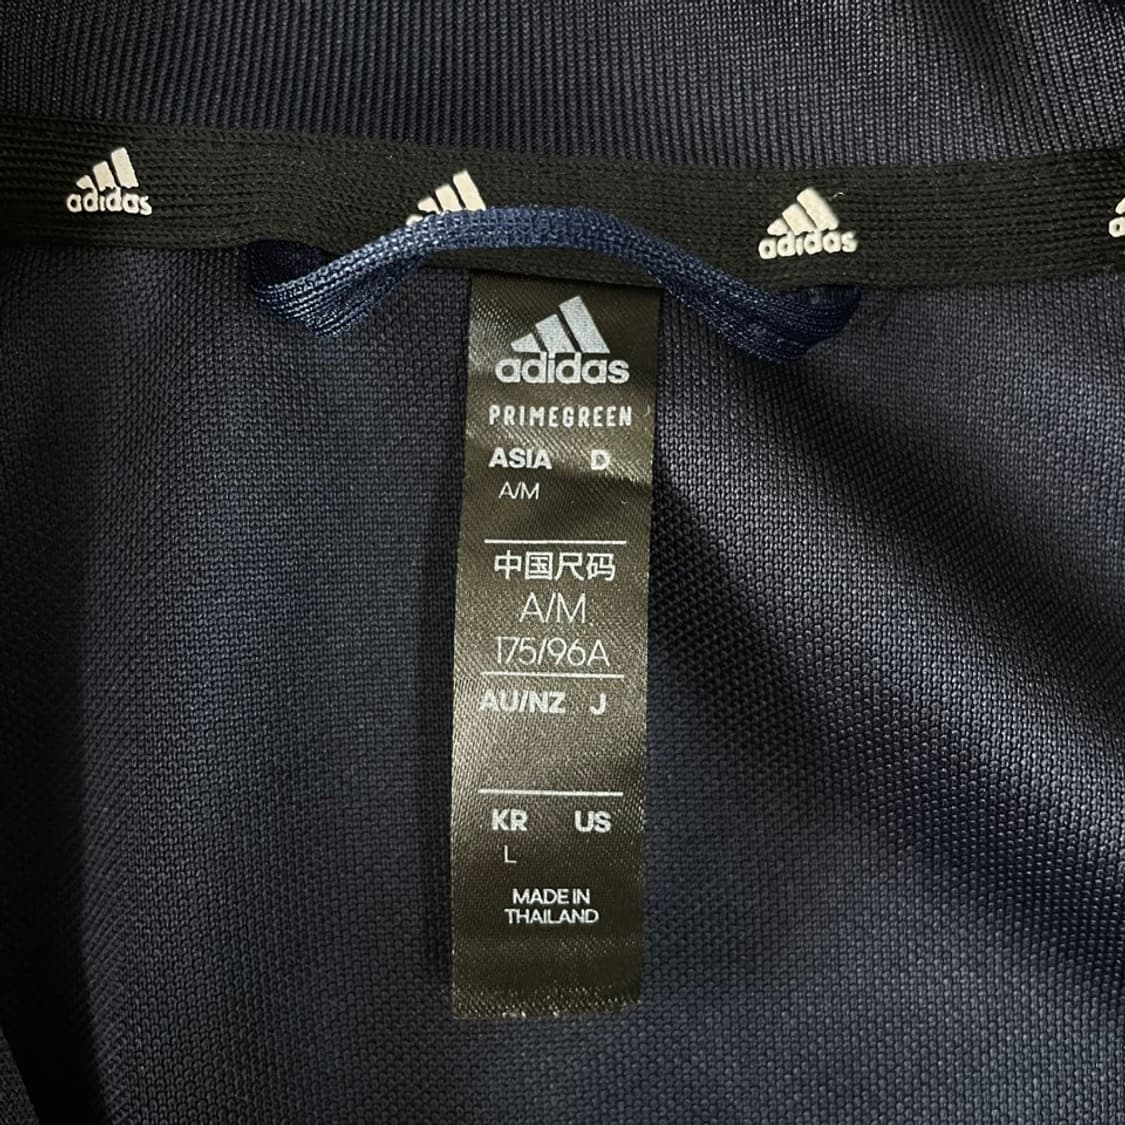 adidas
adidas
adidas
PRIMEGREEN
ASIA D
A/M
中国尺码
A/M
175/96A
AU/NZ J
KR US
L
MADE IN
THAILAND